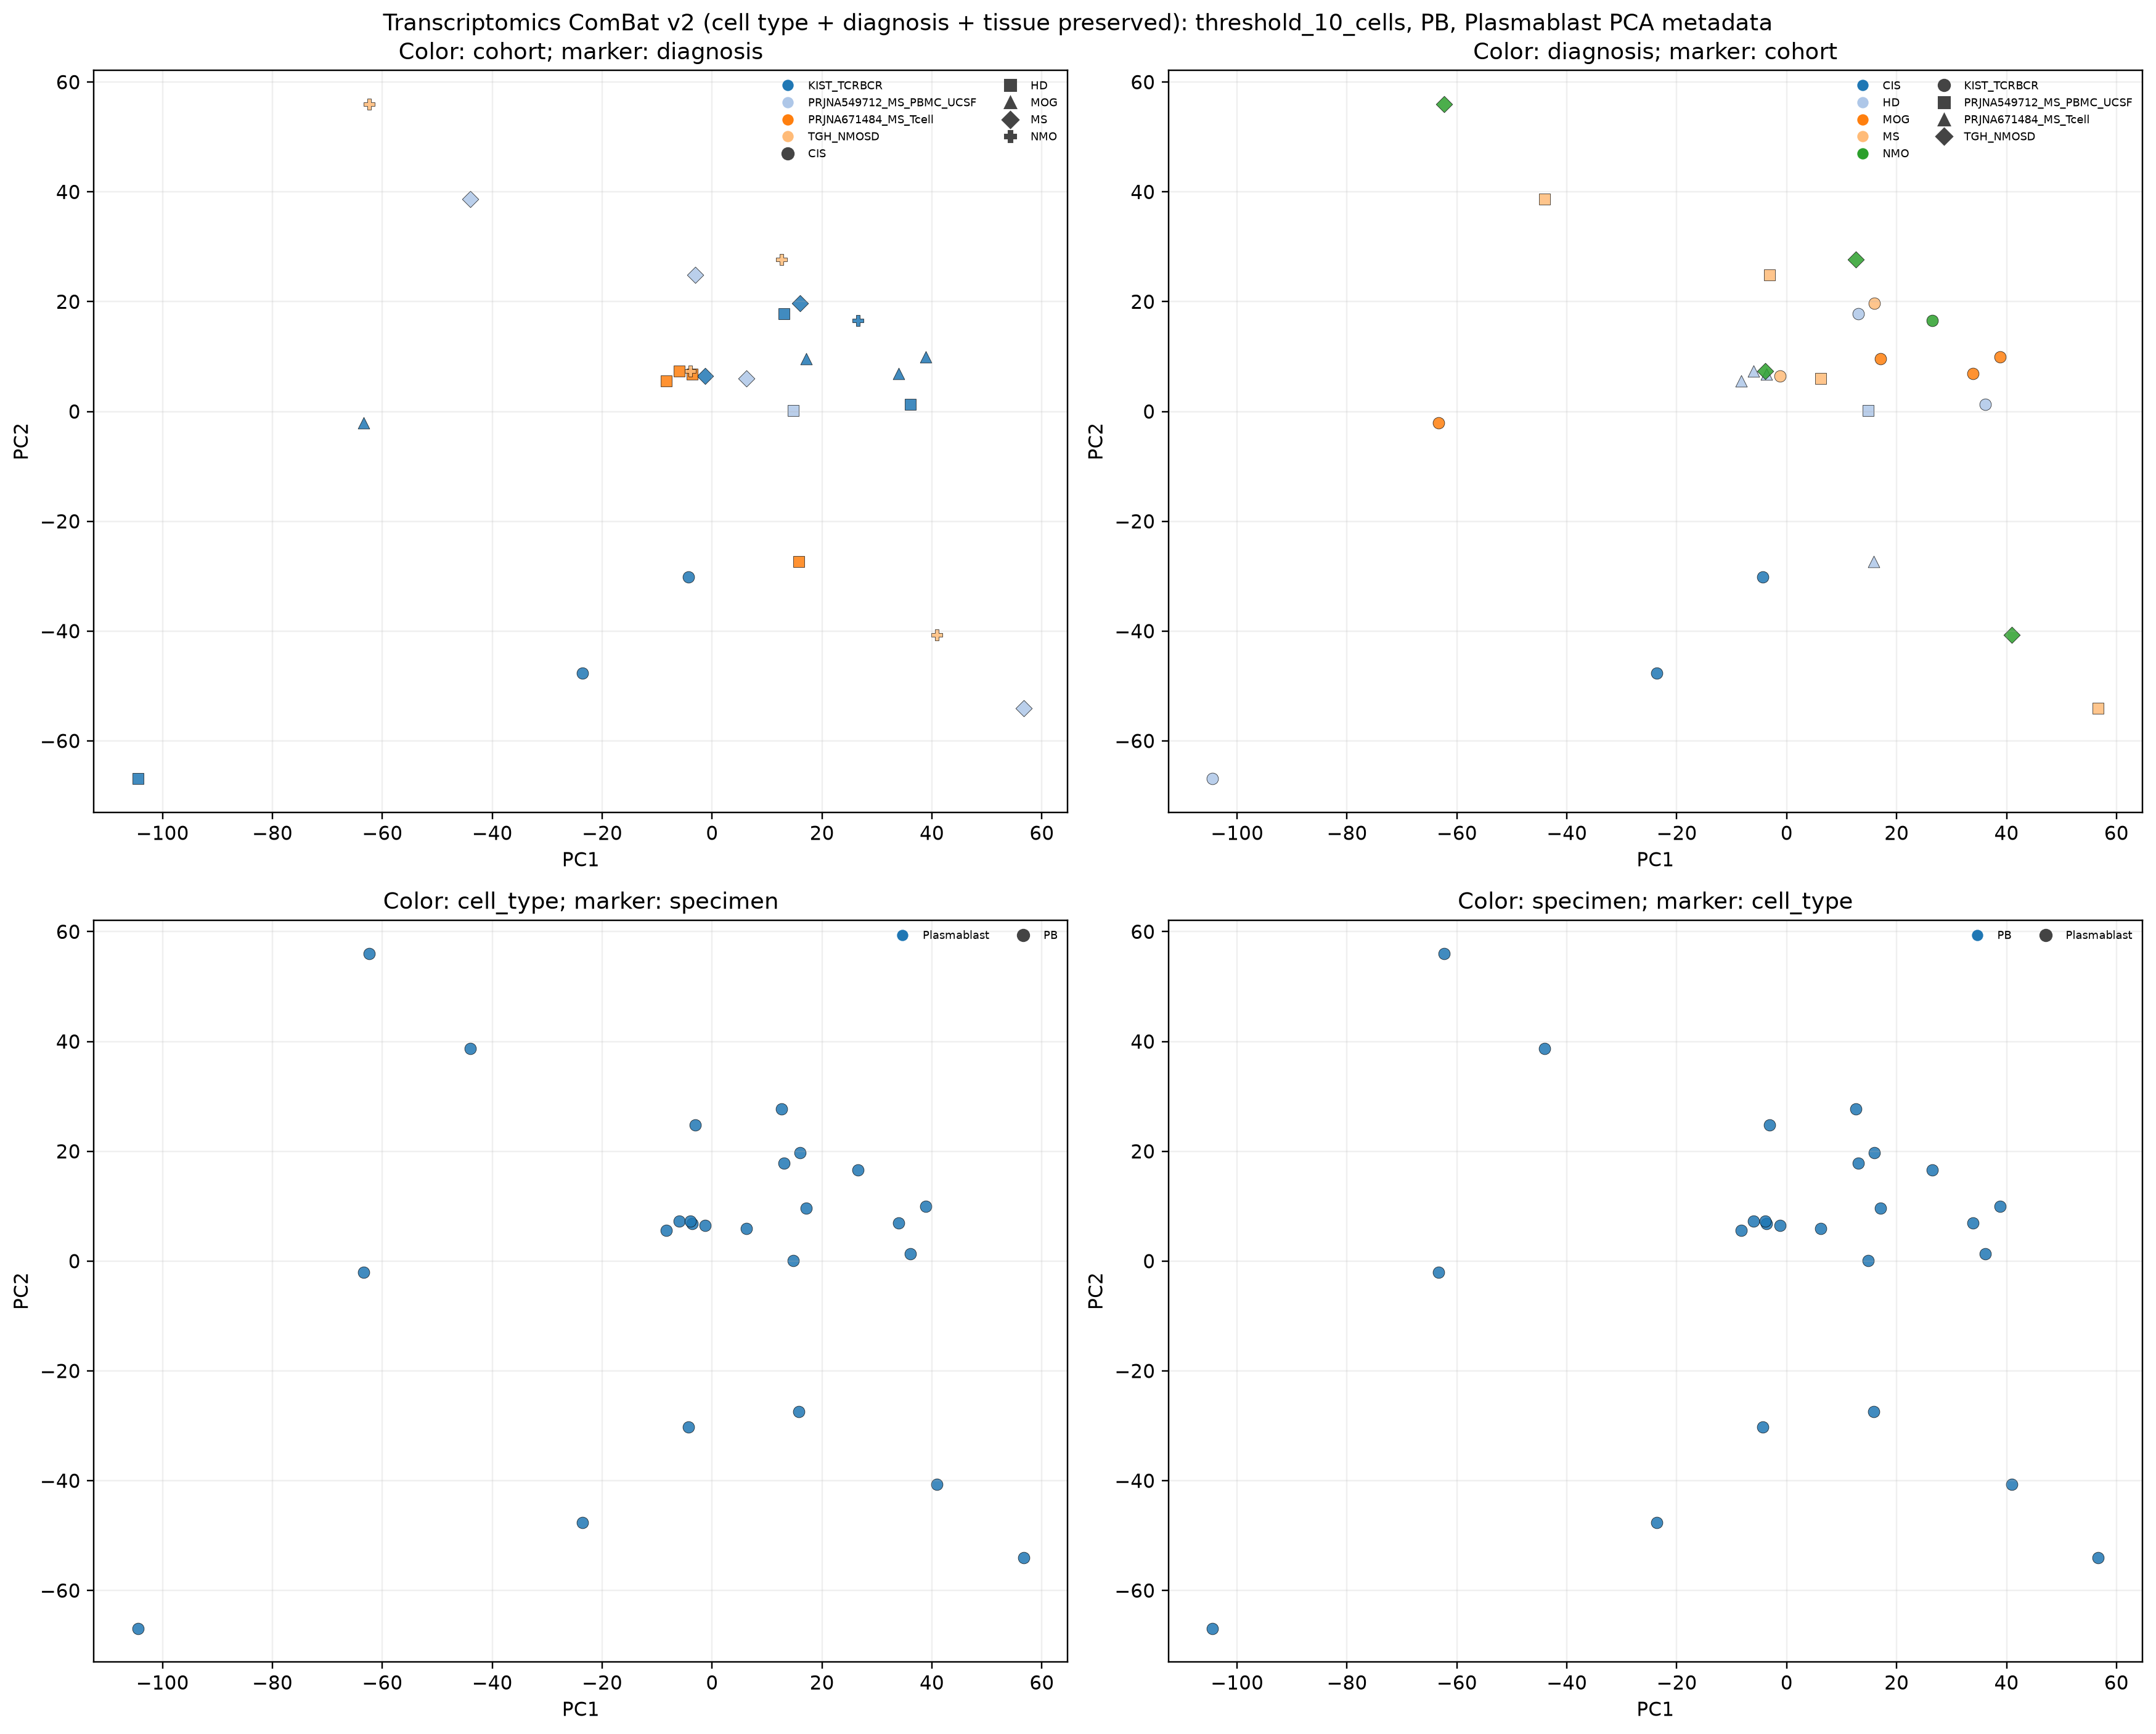 Transcriptomics ComBat v2 (cell type + diagnosis + tissue preserved): threshold_10_cells, PB, Plasmablast PCA metadata
Color: cohort; marker: diagnosis
KIST_TCRBCR
PRJNA549712_MS_PBMC_UCSF
PRJNA671484_MS_Tcell
TGH_NMOSD
CIS
HD
MOG
MS
NMO
60
40
20
0
−20
−40
−60
PC2
−100
−80
−60
−40
−20
0
20
40
60
PC1
Color: diagnosis; marker: cohort
CIS
HD
MOG
MS
NMO
KIST_TCRBCR
PRJNA549712_MS_PBMC_UCSF
PRJNA671484_MS_Tcell
TGH_NMOSD
60
40
20
0
−20
−40
−60
PC2
−100
−80
−60
−40
−20
0
20
40
60
PC1
Color: cell_type; marker: specimen
Plasmablast
PB
60
40
20
0
−20
−40
−60
PC2
−100
−80
−60
−40
−20
0
20
40
60
PC1
Color: specimen; marker: cell_type
PB
Plasmablast
60
40
20
0
−20
−40
−60
PC2
−100
−80
−60
−40
−20
0
20
40
60
PC1